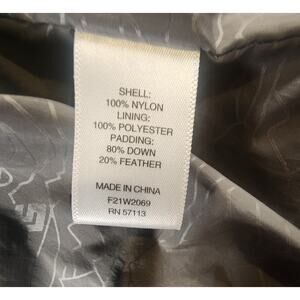 SHELL:
100% NYLON
LINING:
100% POLYESTER
PADDING:
80% DOWN
20% FEATHER
MADE IN CHINA
F21W2069
RN 57113